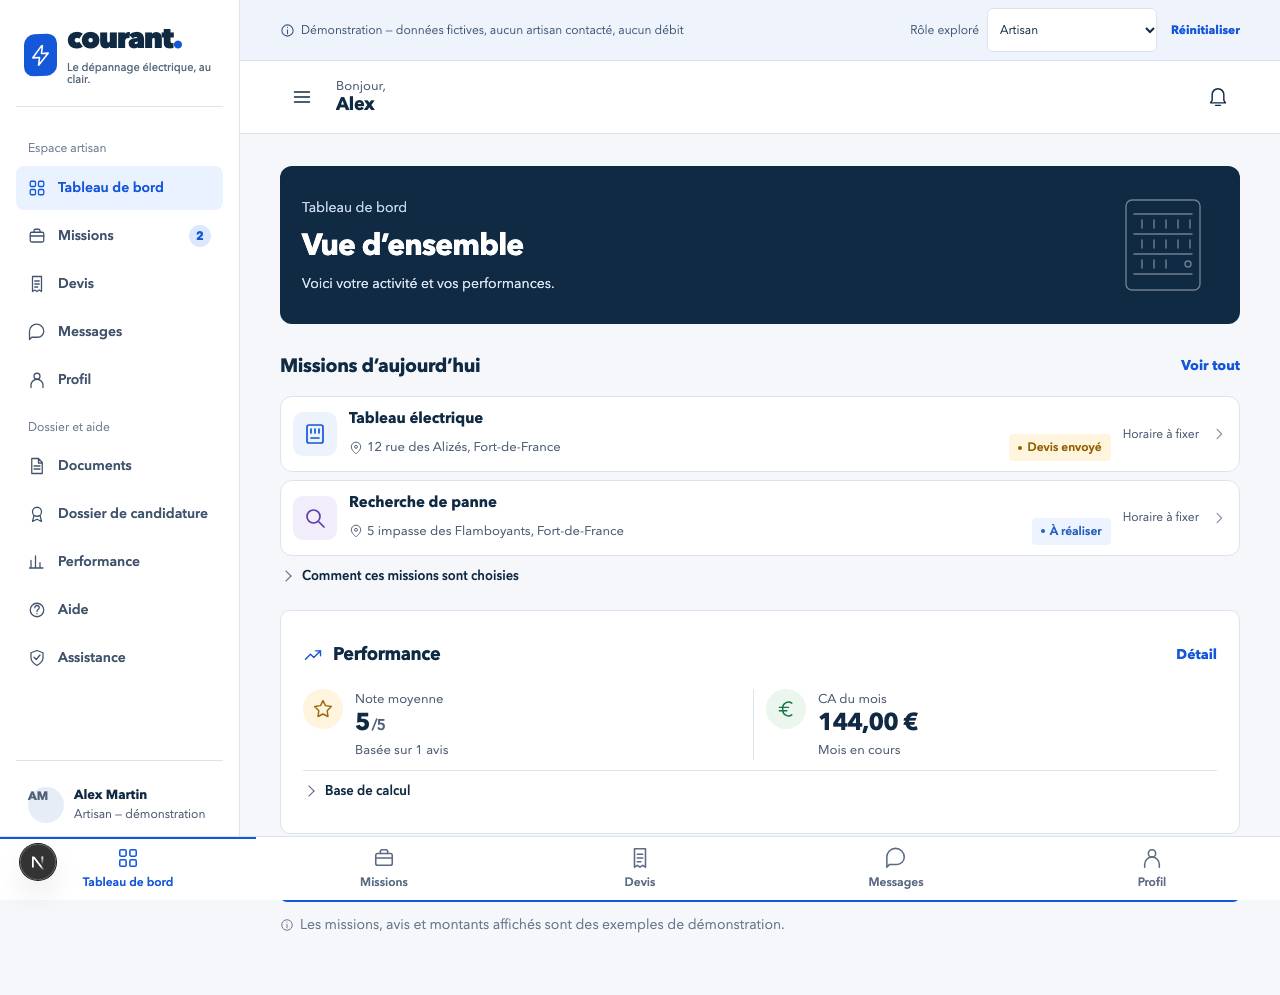 courant.
Le dépannage électrique, au
clair.
Démonstration – données fictives, aucun artisan contacté, aucun débit
Rôle exploré
Artisan
Réinitialiser
Bonjour,
Alex
Espace artisan
Tableau de bord
Missions
2
Devis
Messages
Profil
Dossier et aide
Documents
Dossier de candidature
Performance
Aide
Assistance
AM
Alex Martin
Artisan – démonstration
Tableau de bord
Vue d’ensemble
Voici votre activité et vos performances.
Missions d’aujourd’hui
Voir tout
Tableau électrique
12 rue des Alizés, Fort-de-France
• Devis envoyé
Horaire à fixer
Recherche de panne
5 impasse des Flamboyants, Fort-de-France
• À réaliser
Horaire à fixer
Comment ces missions sont choisies
Performance
Détail
Note moyenne
5 /5
Basée sur 1 avis
CA du mois
144,00 €
Mois en cours
Base de calcul
N
Tableau de bord
Missions
Devis
Messages
Profil
Les missions, avis et montants affichés sont des exemples de démonstration.